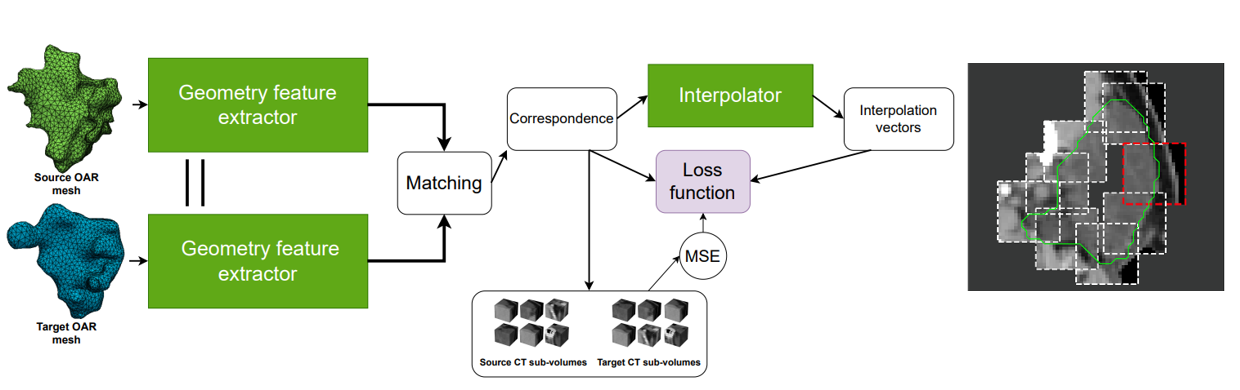 Source OAR
mesh
Geometry feature
extractor
Target OAR
mesh
Geometry feature
extractor
Matching
Correspondence
Interpolator
Interpolation
vectors
Loss
function
MSE
Source CT sub-volumes
Target CT sub-volumes